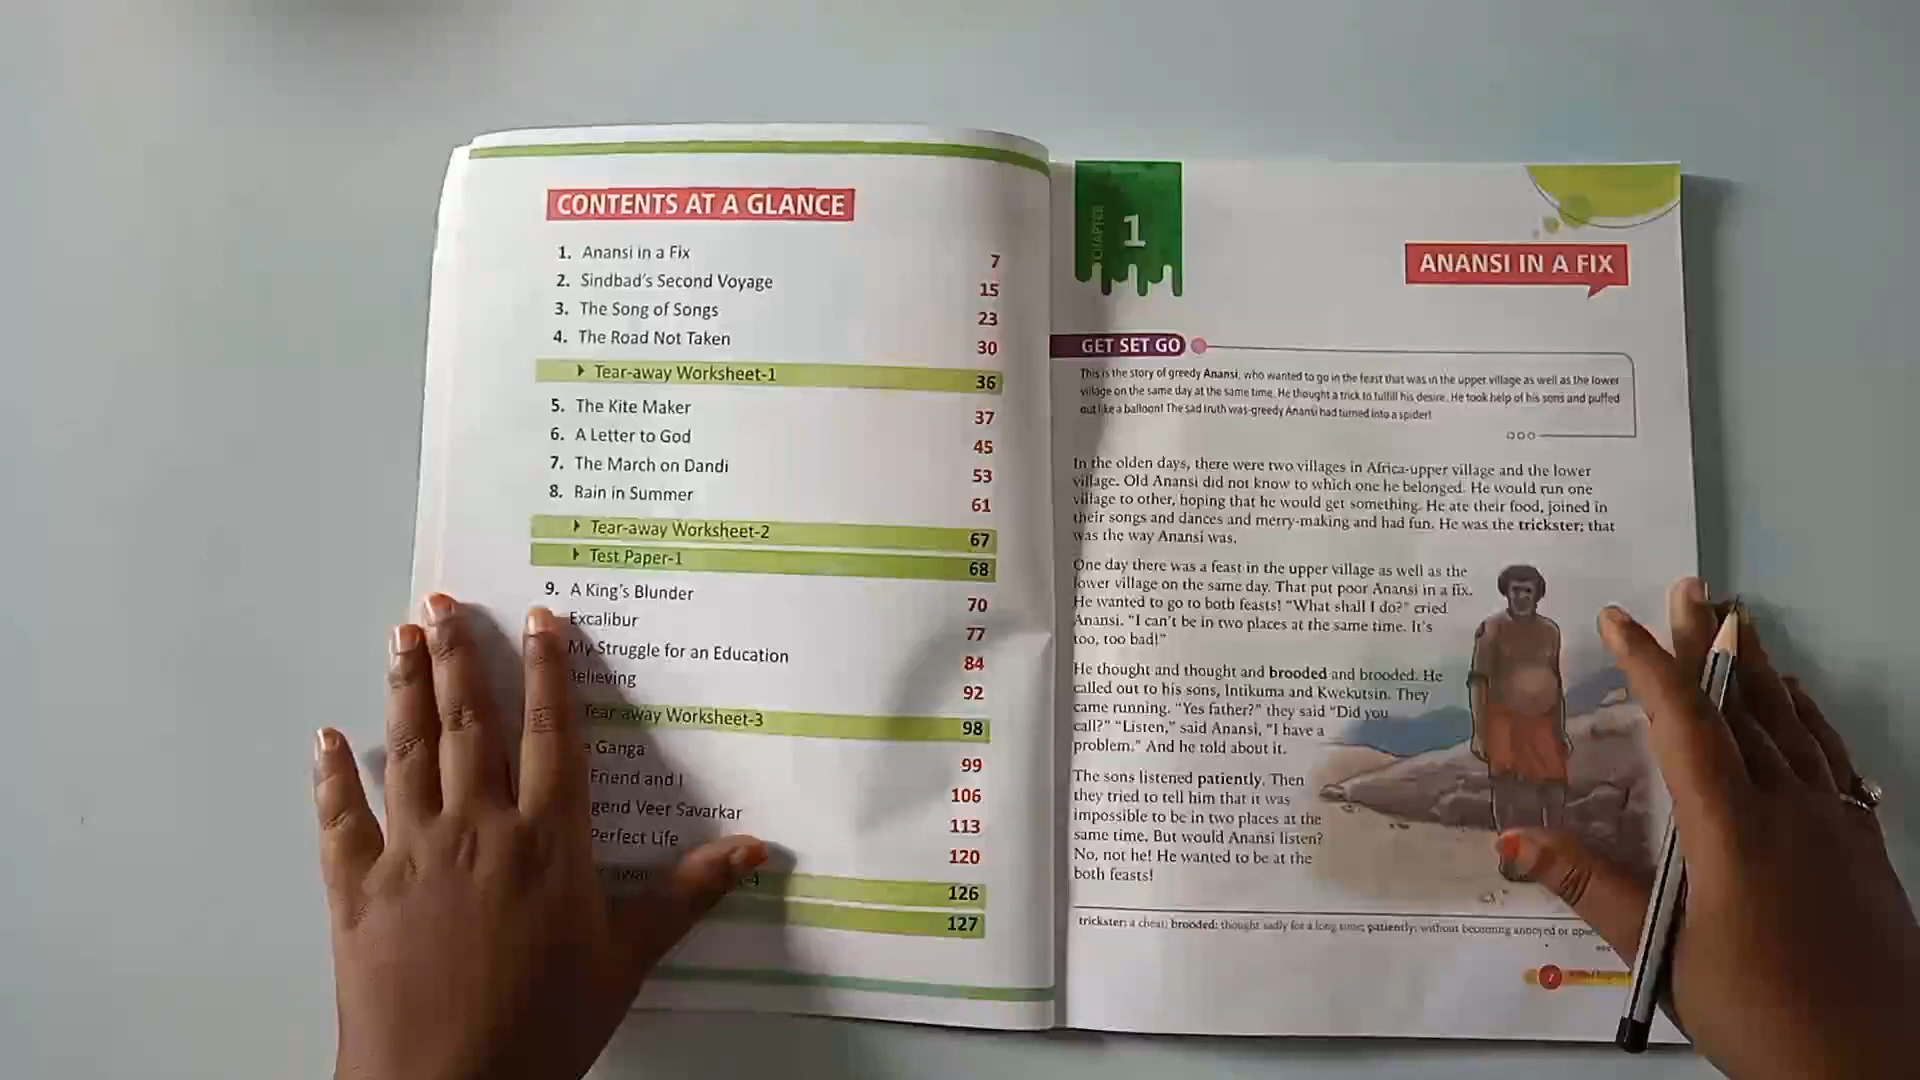 CONTENTS AT A GLANCE
1. Anansi in a Fix 7
2. Sindbad's Second Voyage 15
3. The Song of Songs 23
4. The Road Not Taken 30
Tear-away Worksheet-1 36
5. The Kite Maker 37
6. A Letter to God 45
7. The March on Dandi 53
8. Rain in Summer 61
Tear-away Worksheet-2 67
Test Paper-1 68
9. A King's Blunder 70
Excalibur 77
My Struggle for an Education 84
Believing 92
Tear-away Worksheet-3 98
Ganga 99
Friend and I 106
gend Veer Savarkar 113
Perfect Life 120
126
127
CHAPTER 1
ANANSI IN A FIX
GET SET GO
This is the story of greedy Anansi, who wanted to go in the feast that was in the upper village as well as the lower
village on the same day at the same time. He thought a trick to fulfill his desire. He took help of his sons and puffed
out like a balloon! The sad truth was-greedy Anansi had turned into a spider!
In the olden days, there were two villages in Africa-upper village and the lower
village. Old Anansi did not know to which one he belonged. He would run one
village to other, hoping that he would get something. He ate their food, joined in
their songs and dances and merry-making and had fun. He was the trickster; that
was the way Anansi was.
One day there was a feast in the upper village as well as the
lower village on the same day. That put poor Anansi in a fix.
He wanted to go to both feasts! "What shall I do?" cried
Anansi. "I can't be in two places at the same time. It's
too, too bad!"
He thought and thought and brooded and brooded. He
called out to his sons, Intikuma and Kwekutsin. They
came running. "Yes father?" they said "Did you
call?" "Listen," said Anansi, "I have a
problem." And he told about it.
The sons listened patiently. Then
they tried to tell him that it was
impossible to be in two places at the
same time. But would Anansi listen?
No, not he! He wanted to be at the
both feasts!
trickster: a cheat; brooded: thought sadly for a long time; patiently: without becoming annoyed or
7